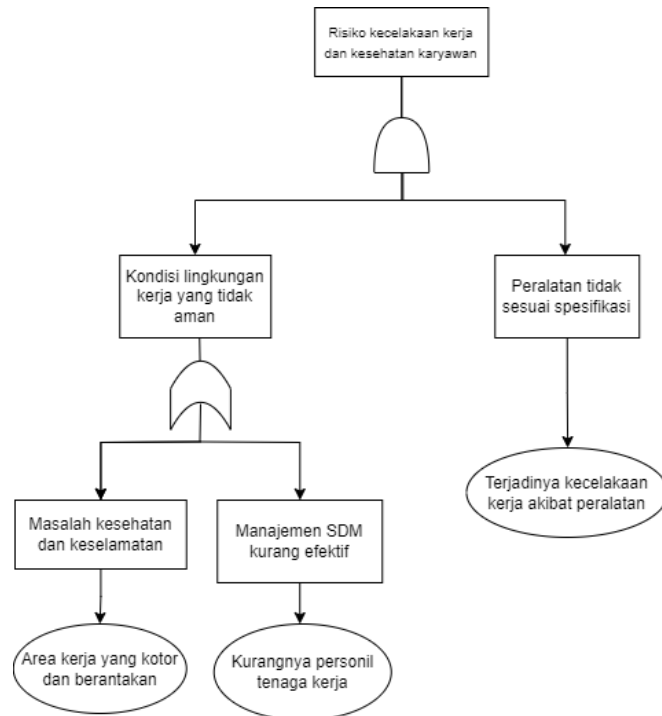 Risiko kecelakaan kerja
dan kesehatan karyawan
Kondisi lingkungan
kerja yang tidak
aman
Peralatan tidak
sesuai spesifikasi
Terjadinya kecelakaan
kerja akibat peralatan
Masalah kesehatan
dan keselamatan
Manajemen SDM
kurang efektif
Area kerja yang kotor
dan berantakan
Kurangnya personil
tenaga kerja